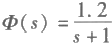 Φ(s) = 1.2 / (s + 1)